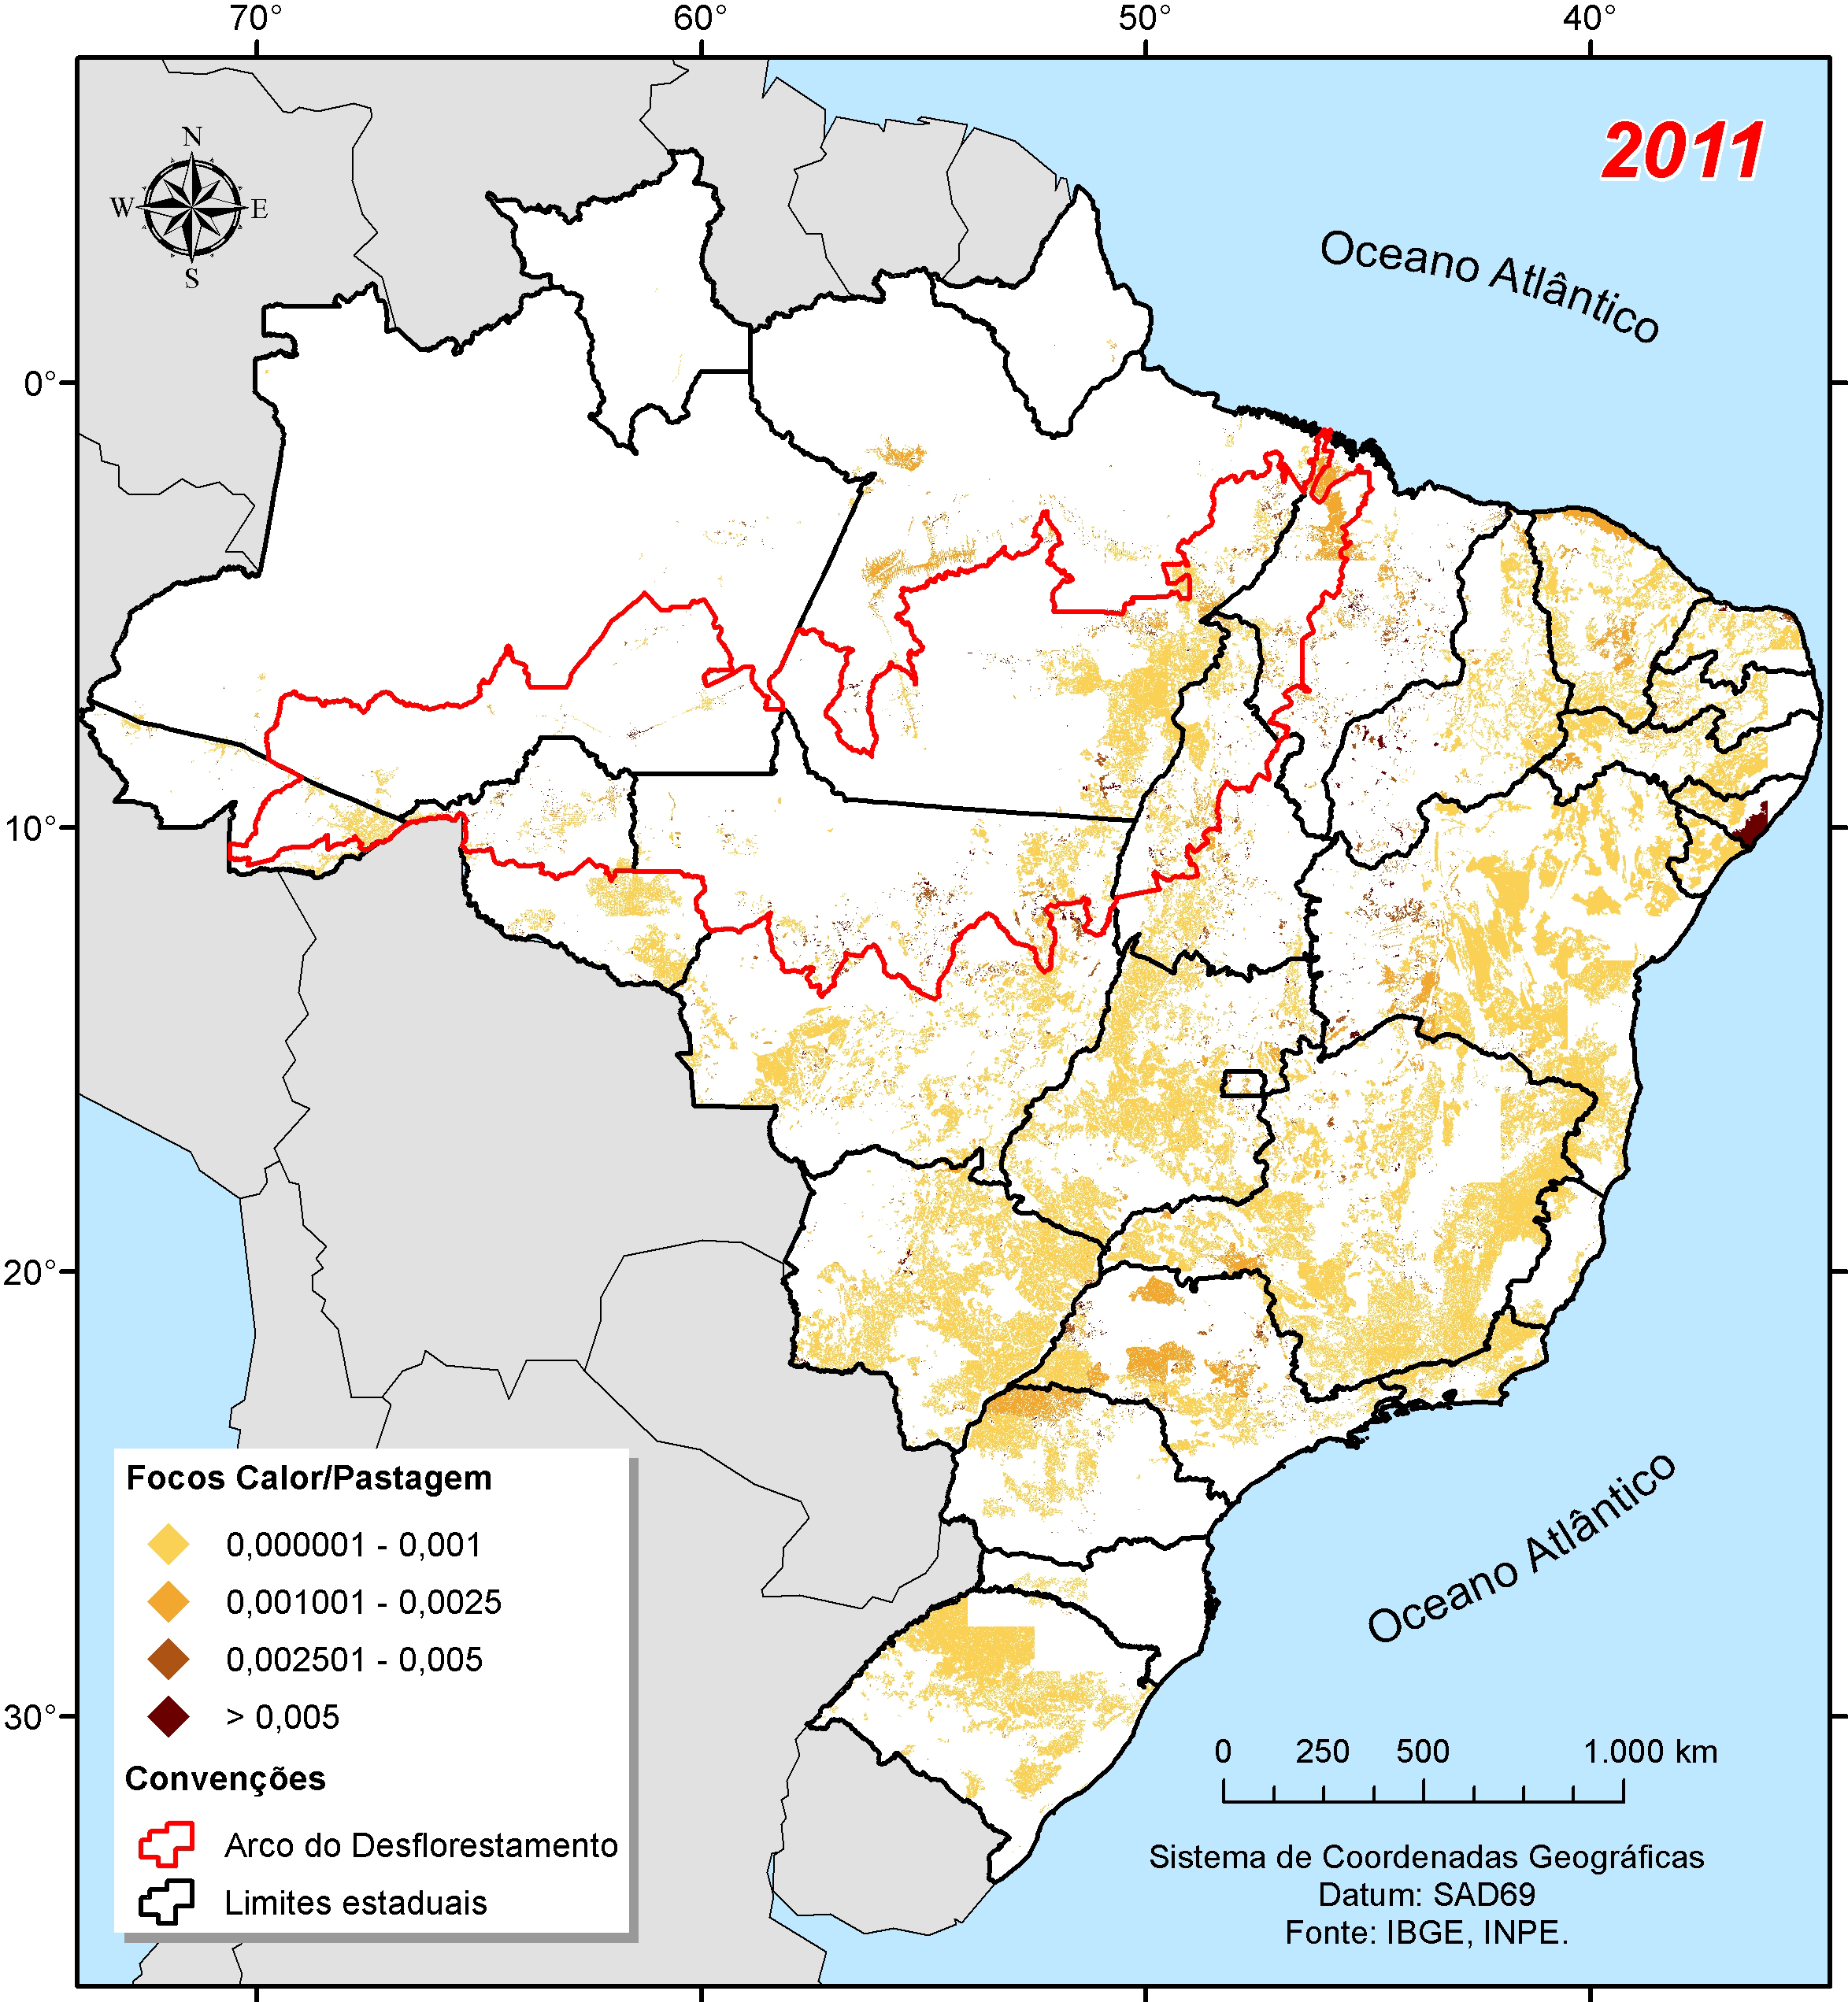 70° 60° 50° 40°
2011
N
W E
S
Oceano Atlântico
0°
10°
20°
30°
Oceano Atlântico
Focos Calor/Pastagem
0,000001 - 0,001
0,001001 - 0,0025
0,002501 - 0,005
> 0,005
Convenções
Arco do Desflorestamento
Limites estaduais
0 250 500 1.000 km
Sistema de Coordenadas Geográficas
Datum: SAD69
Fonte: IBGE, INPE.